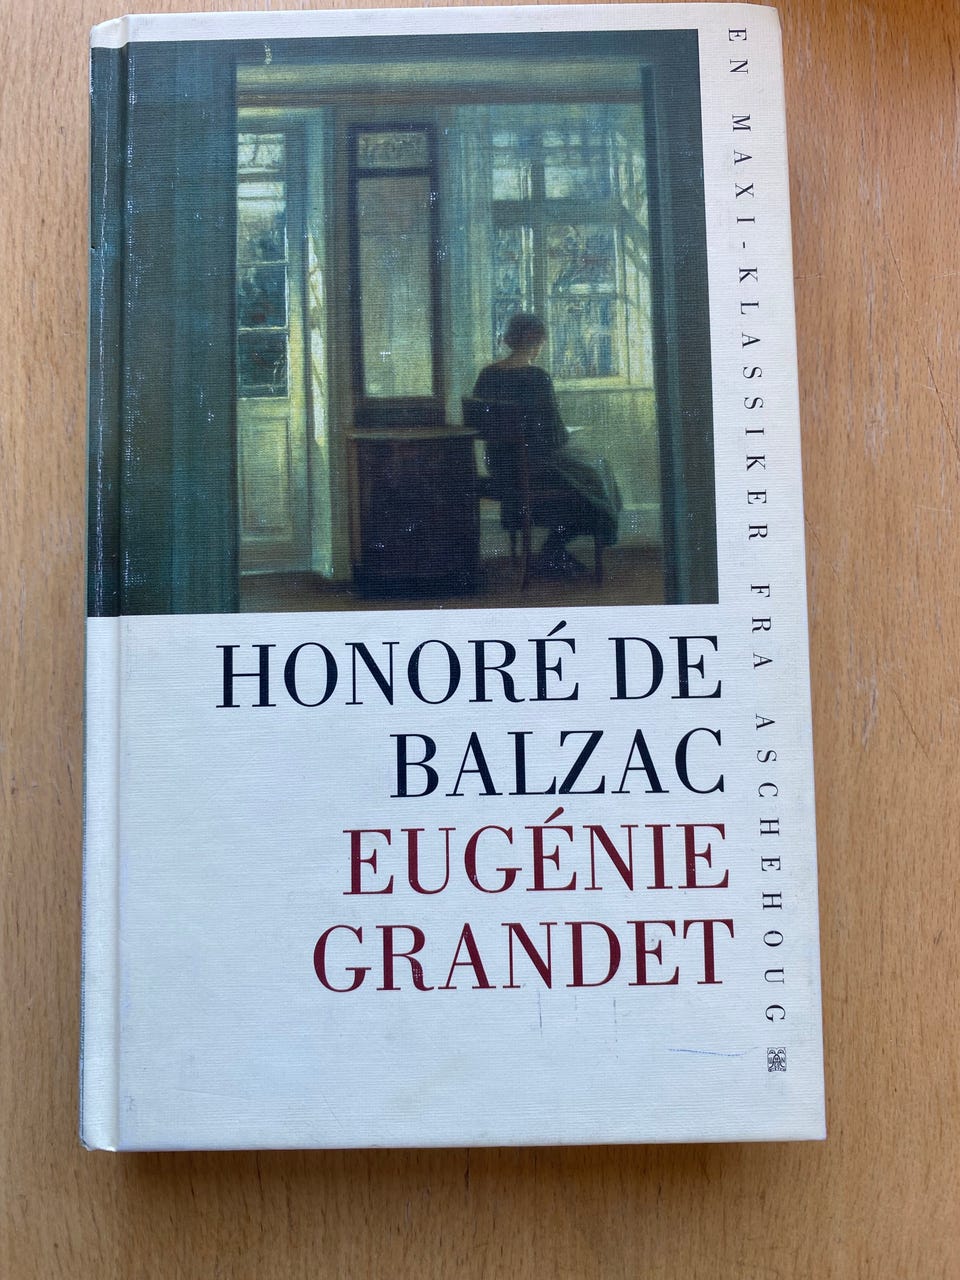 HONORÉ DE
BALZAC
EUGÉNIE
GRANDET
EN MAXI-KLASSIKER FRA ASCHEHOUG